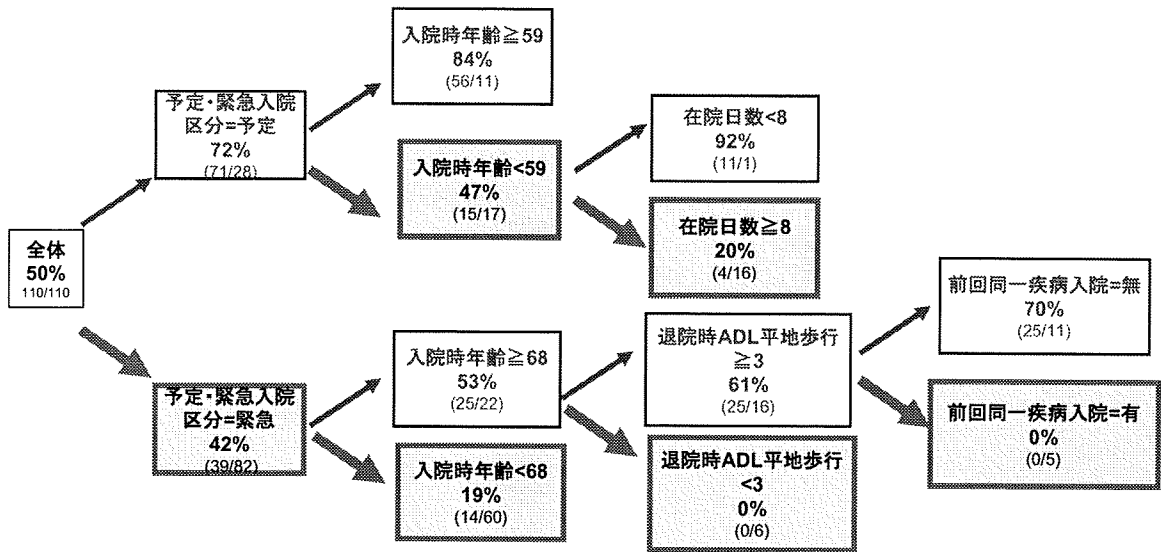 全体
50%
110/110
予定・緊急入院
区分=予定
72%
(71/28)
予定・緊急入院
区分=緊急
42%
(39/82)
入院時年齢≧59
84%
(56/11)
入院時年齢<59
47%
(15/17)
入院時年齢≧68
53%
(25/22)
入院時年齢<68
19%
(14/60)
在院日数<8
92%
(11/1)
在院日数≧8
20%
(4/16)
退院時ADL平地歩行
≧3
61%
(25/16)
退院時ADL平地歩行
<3
0%
(0/6)
前回同一疾病入院=無
70%
(25/11)
前回同一疾病入院=有
0%
(0/5)